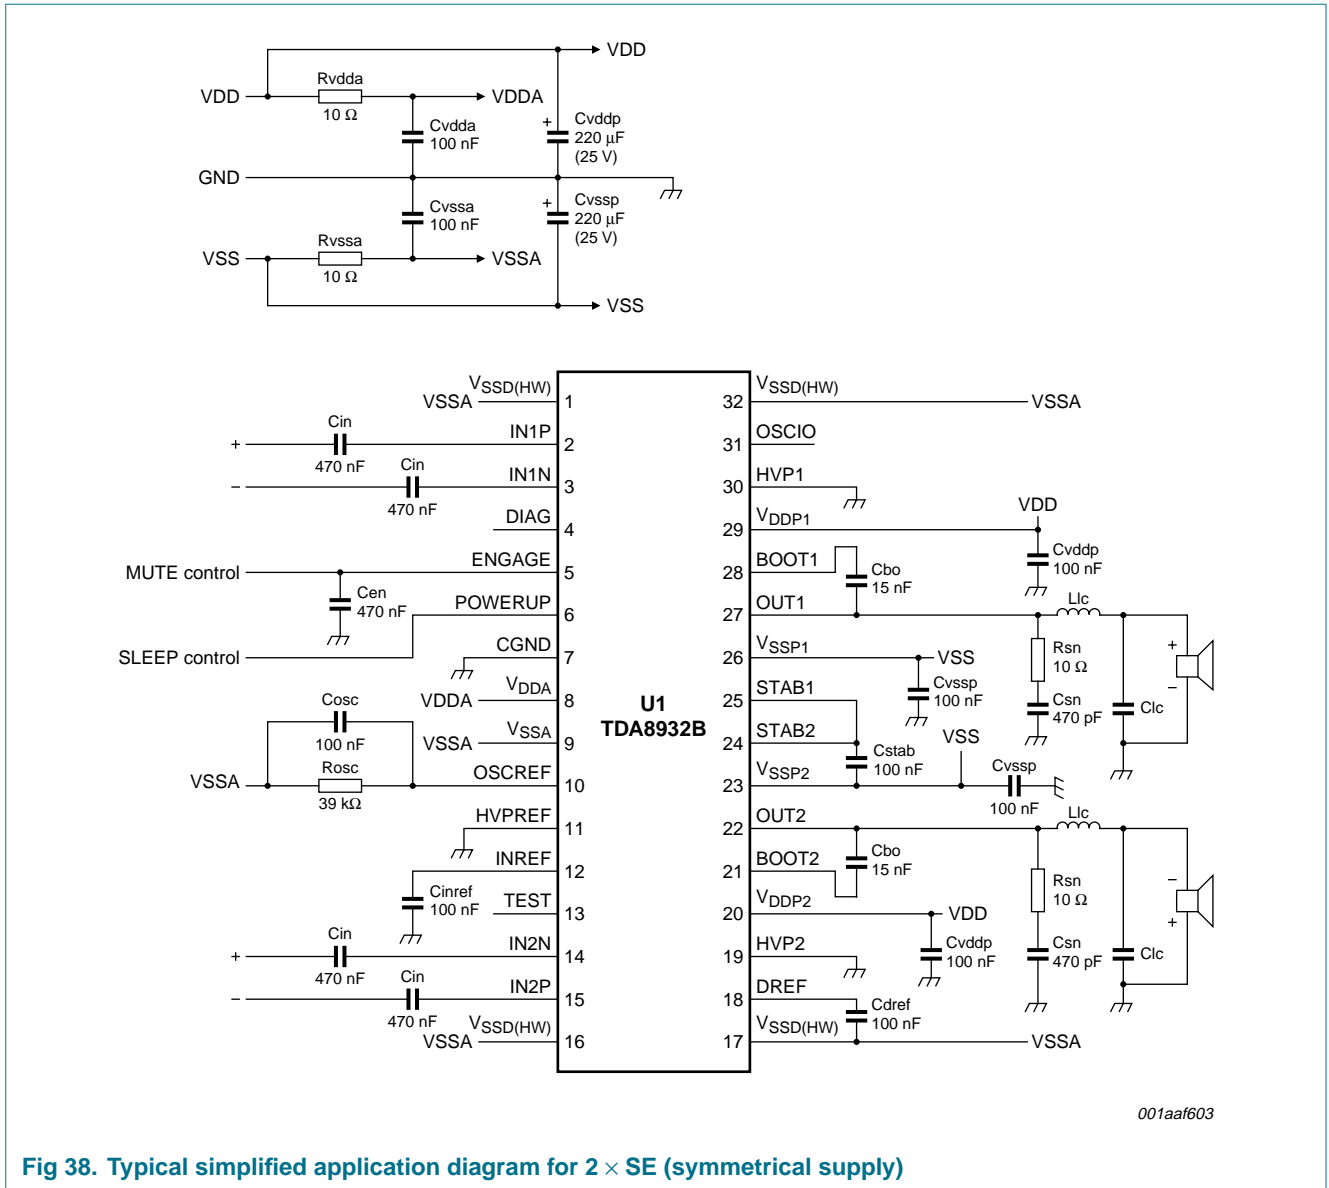 VDD
Rvdda
VDD
VDDA
10 Ω
Cvdda
100 nF
+
Cvddp
220 μF
(25 V)
GND
Cvssa
100 nF
+
Cvssp
220 μF
(25 V)
Rvssa
VSS
VSSA
10 Ω
VSS
VSSD(HW)
VSSA
1
Cin
IN1P
+
2
470 nF
Cin
IN1N
−
3
470 nF
DIAG
4
ENGAGE
MUTE control
5
Cen
470 nF
POWERUP
6
SLEEP control
CGND
7
VDDA
VDDA
8
Cosc
100 nF
VSSA
VSSA
9
VSSA
Rosc
39 kΩ
OSCREF
10
HVPREF
11
INREF
12
Cinref
100 nF
TEST
13
Cin
IN2N
+
14
470 nF
Cin
IN2P
−
15
470 nF
VSSD(HW)
VSSA
16
U1
TDA8932B
VSSD(HW)
32
VSSA
OSCIO
31
HVP1
30
VDD
VDDP1
29
Cvddp
100 nF
BOOT1
28
Cbo
15 nF
OUT1
27
Llc
Rsn
10 Ω
+
−
VSSP1
26
VSS
Cvssp
100 nF
STAB1
25
Csn
470 pF
Clc
STAB2
24
Cstab
100 nF
VSS
VSSP2
23
Cvssp
100 nF
OUT2
22
Llc
Cbo
15 nF
BOOT2
21
Rsn
10 Ω
−
+
VDDP2
20
VDD
Cvddp
100 nF
HVP2
19
Csn
470 pF
Clc
DREF
18
Cdref
100 nF
VSSD(HW)
17
VSSA
001aaf603
Fig 38. Typical simplified application diagram for 2 × SE (symmetrical supply)